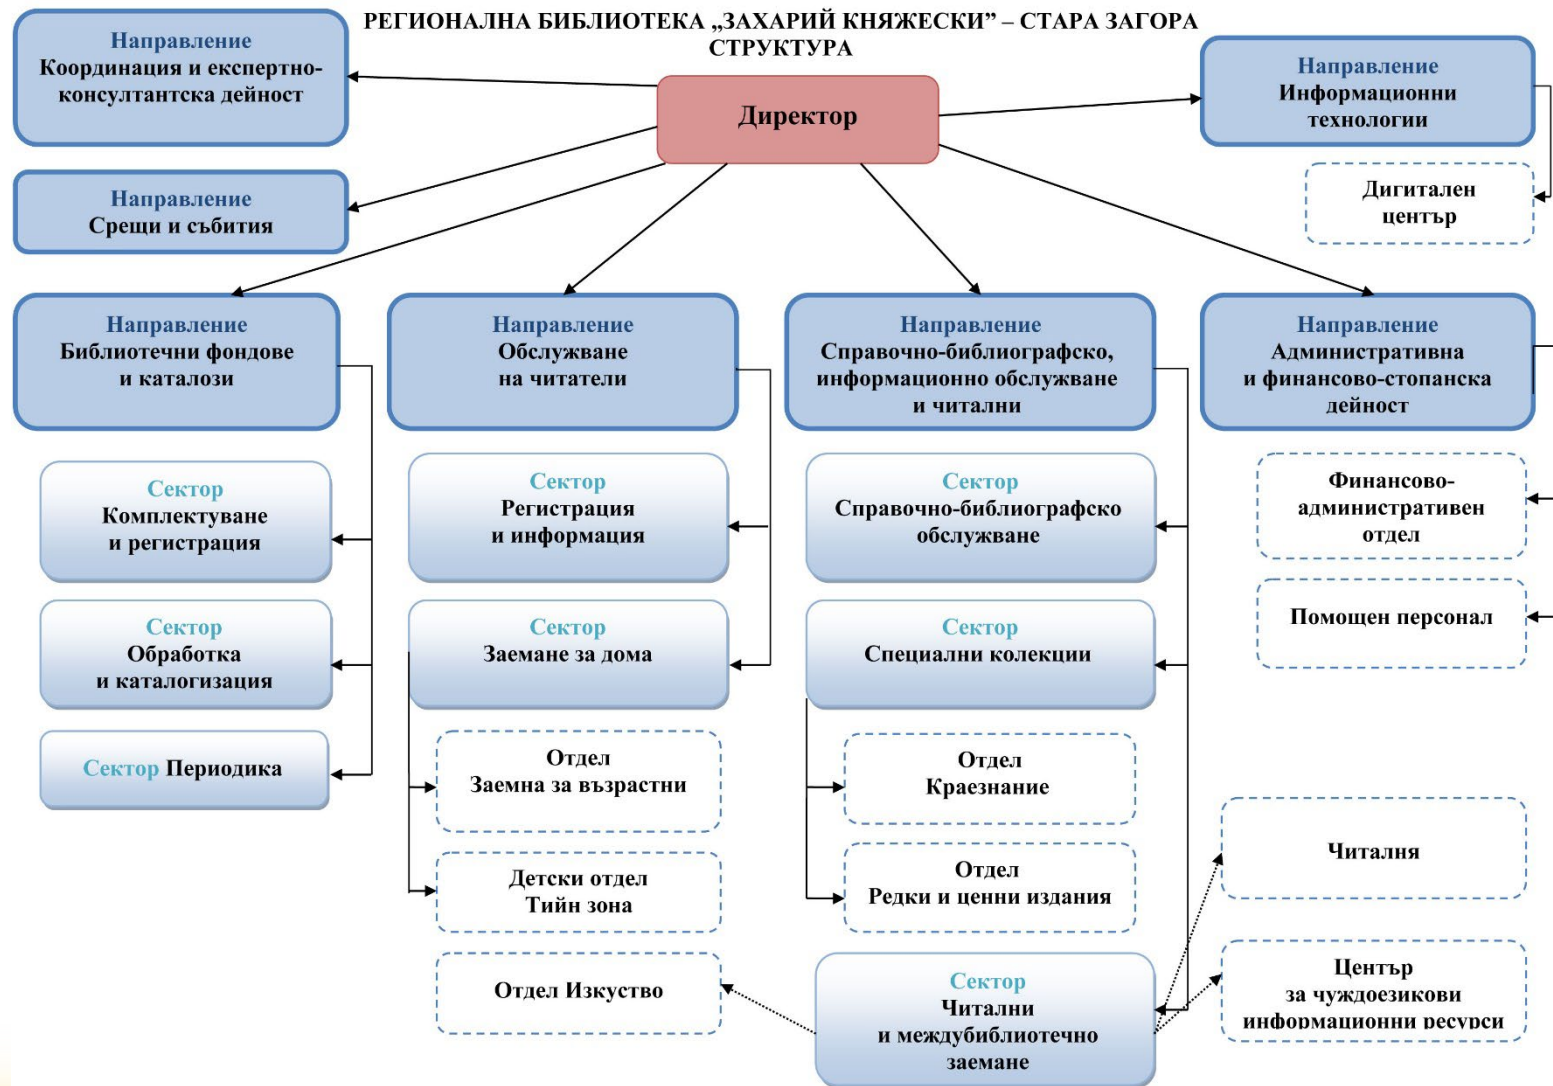 РЕГИОНАЛНА БИБЛИОТЕКА „ЗАХАРИЙ КНЯЖЕСКИ” – СТАРА ЗАГОРА
СТРУКТУРА
Направление
Координация и експертно-
консултантска дейност
Директор
Направление
Информационни
технологии
Направление
Срещи и събития
Дигитален
център
Направление
Библиотечни фондове
и каталози
Направление
Обслужване
на читатели
Направление
Справочно-библиографско,
информационно обслужване
и читални
Направление
Административна
и финансово-стопанска
дейност
Сектор
Комплектуване
и регистрация
Сектор
Регистрация
и информация
Сектор
Справочно-библиографско
обслужване
Финансово-
административен
отдел
Сектор
Обработка
и каталогизация
Сектор
Заемане за дома
Сектор
Специални колекции
Помощен персонал
Сектор Периодика
Отдел
Заемна за възрастни
Отдел
Краезнание
Читалня
Детски отдел
Тийн зона
Отдел
Редки и ценни издания
Отдел Изкуство
Сектор
Читални
и междубиблиотечно
заемане
Център
за чуждоезикови
информационни ресурси